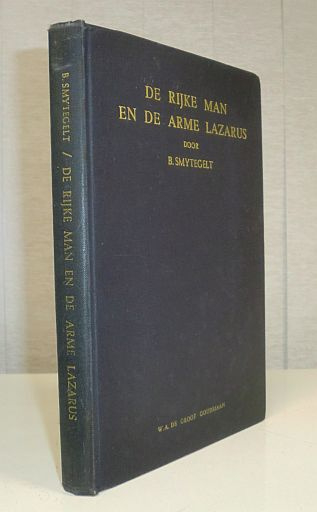 DE RIJKE MAN
EN DE ARME LAZARUS
DOOR
B. SMYTEGELT
W.A. DE GROOT GOUDRIAAN
B. SMYTEGELT / DE RIJKE MAN EN DE ARME LAZARUS